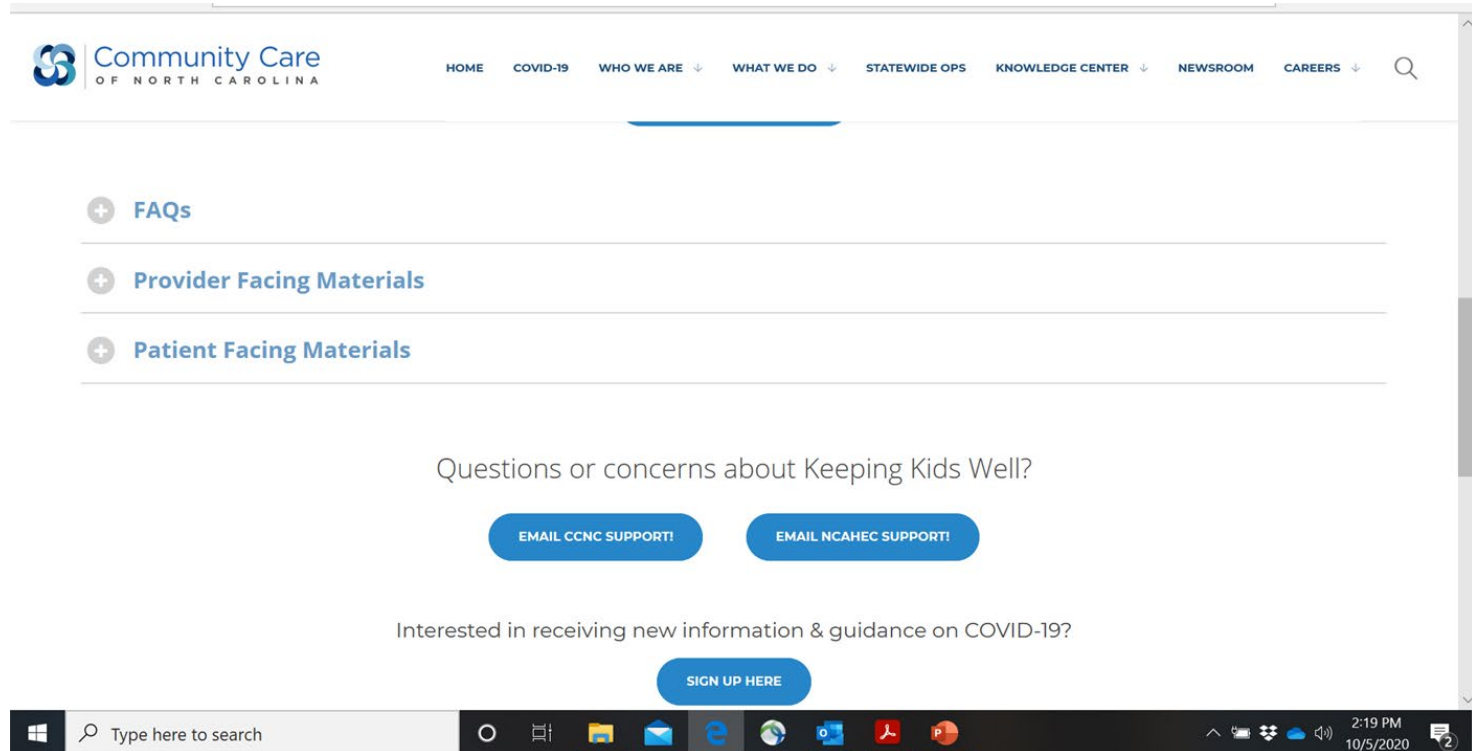 Community Care
OF NORTH CAROLINA
HOME COVID-19 WHO WE ARE WHAT WE DO STATEWIDE OPS KNOWLEDGE CENTER NEWSROOM CAREERS
FAQs
Provider Facing Materials
Patient Facing Materials
Questions or concerns about Keeping Kids Well?
EMAIL CCNC SUPPORT! EMAIL NCAHEC SUPPORT!
Interested in receiving new information & guidance on COVID-19?
SIGN UP HERE
Type here to search
2:19 PM
10/5/2020
2